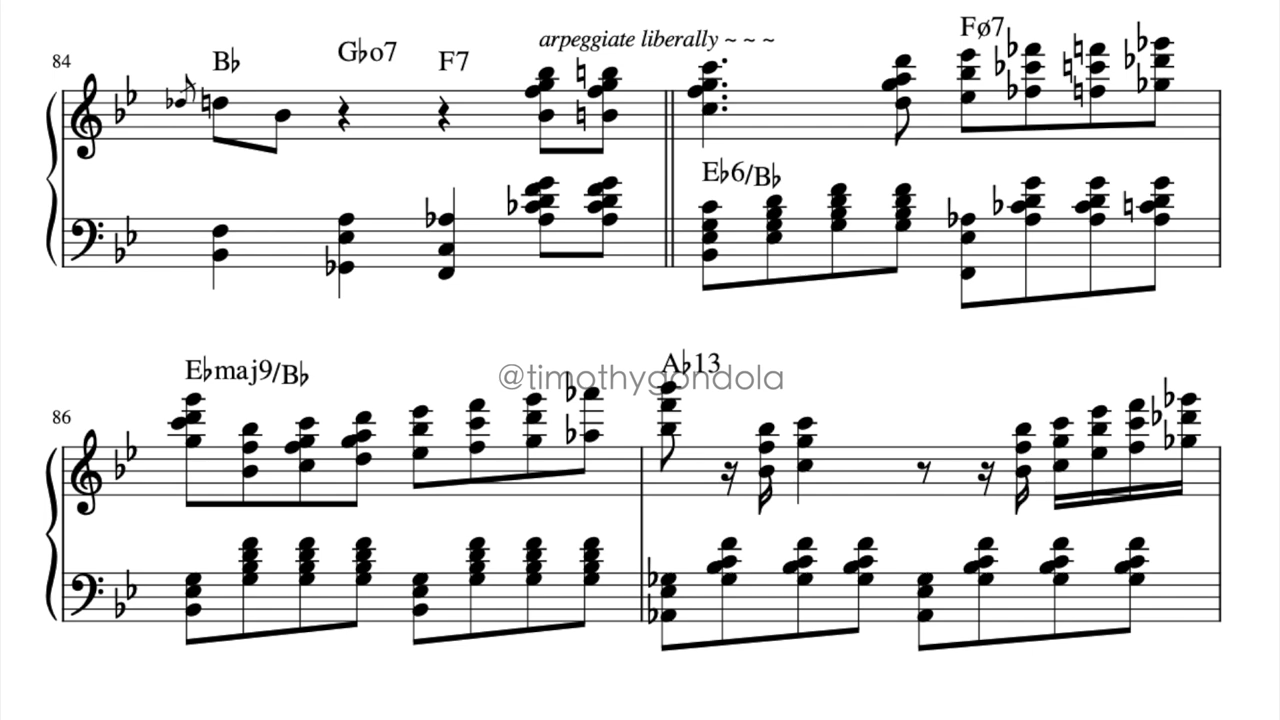 arpeggiate liberally ~ ~ ~
84 B♭ G♭o7 F7 Fø7
E♭6/B♭
@timothygondola
86 E♭maj9/B♭ A♭13